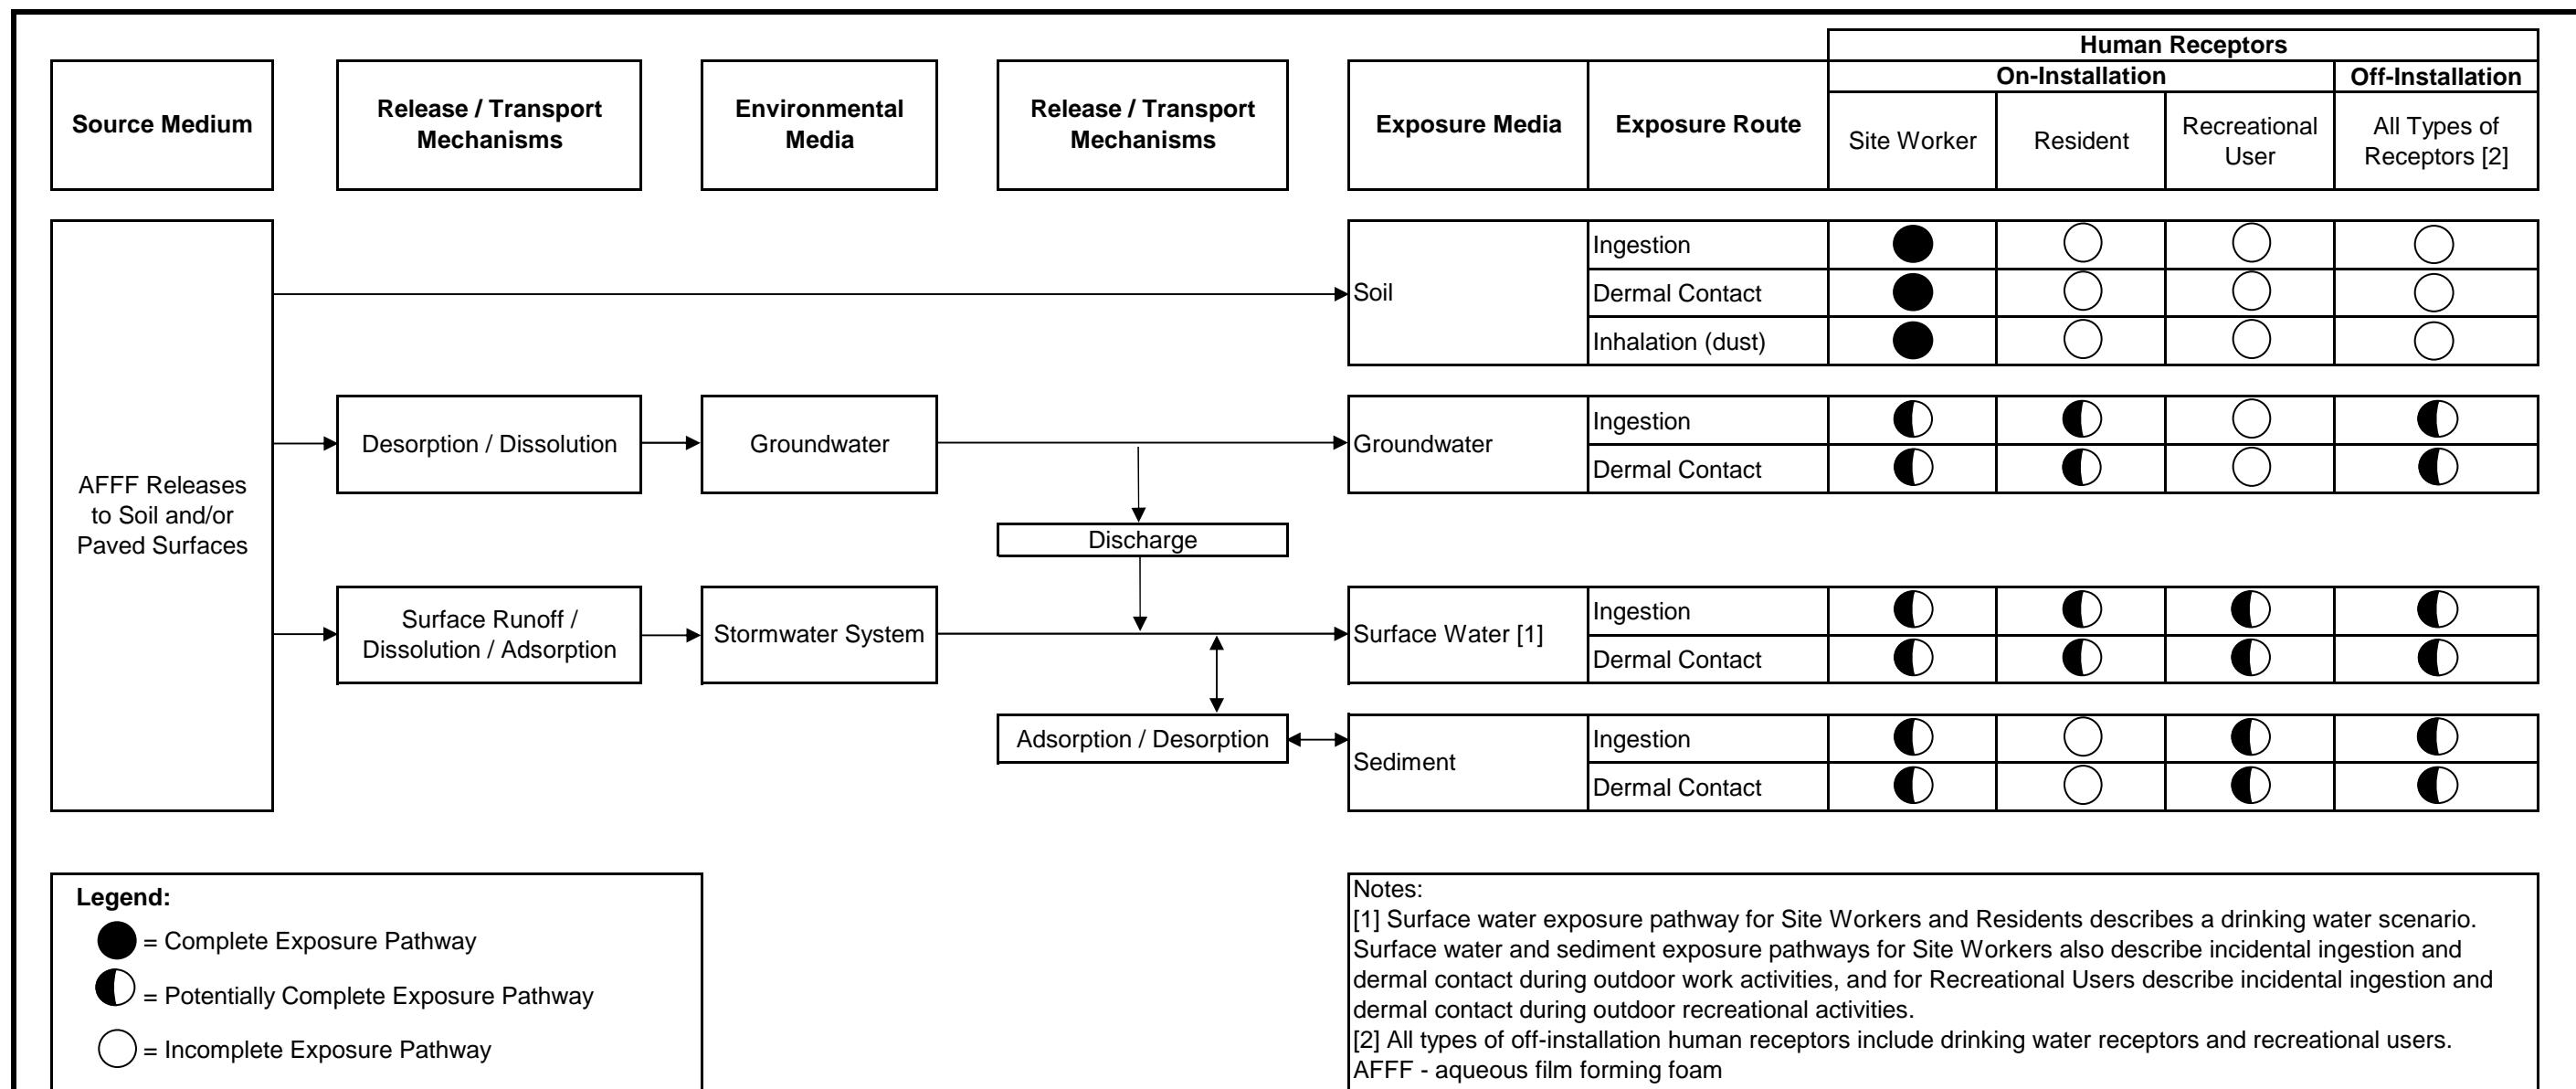 Human Receptors
On-Installation
Off-Installation
Source Medium
Release / Transport
Mechanisms
Environmental
Media
Release / Transport
Mechanisms
Exposure Media
Exposure Route
Site Worker
Resident
Recreational
User
All Types of
Receptors [2]
AFFF Releases
to Soil and/or
Paved Surfaces
Soil
Ingestion
Dermal Contact
Inhalation (dust)
Desorption / Dissolution
Groundwater
Groundwater
Ingestion
Dermal Contact
Discharge
Surface Runoff /
Dissolution / Adsorption
Stormwater System
Surface Water [1]
Ingestion
Dermal Contact
Adsorption / Desorption
Sediment
Ingestion
Dermal Contact
Legend:
= Complete Exposure Pathway
= Potentially Complete Exposure Pathway
= Incomplete Exposure Pathway
Notes:
[1] Surface water exposure pathway for Site Workers and Residents describes a drinking water scenario.
Surface water and sediment exposure pathways for Site Workers also describe incidental ingestion and
dermal contact during outdoor work activities, and for Recreational Users describe incidental ingestion and
dermal contact during outdoor recreational activities.
[2] All types of off-installation human receptors include drinking water receptors and recreational users.
AFFF - aqueous film forming foam